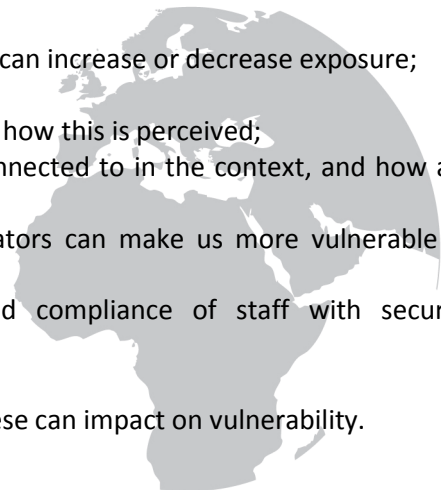 can increase or decrease exposure;
how this is perceived;
nnected to in the context, and how a
ators can make us more vulnerable
d compliance of staff with secur
ese can impact on vulnerability.